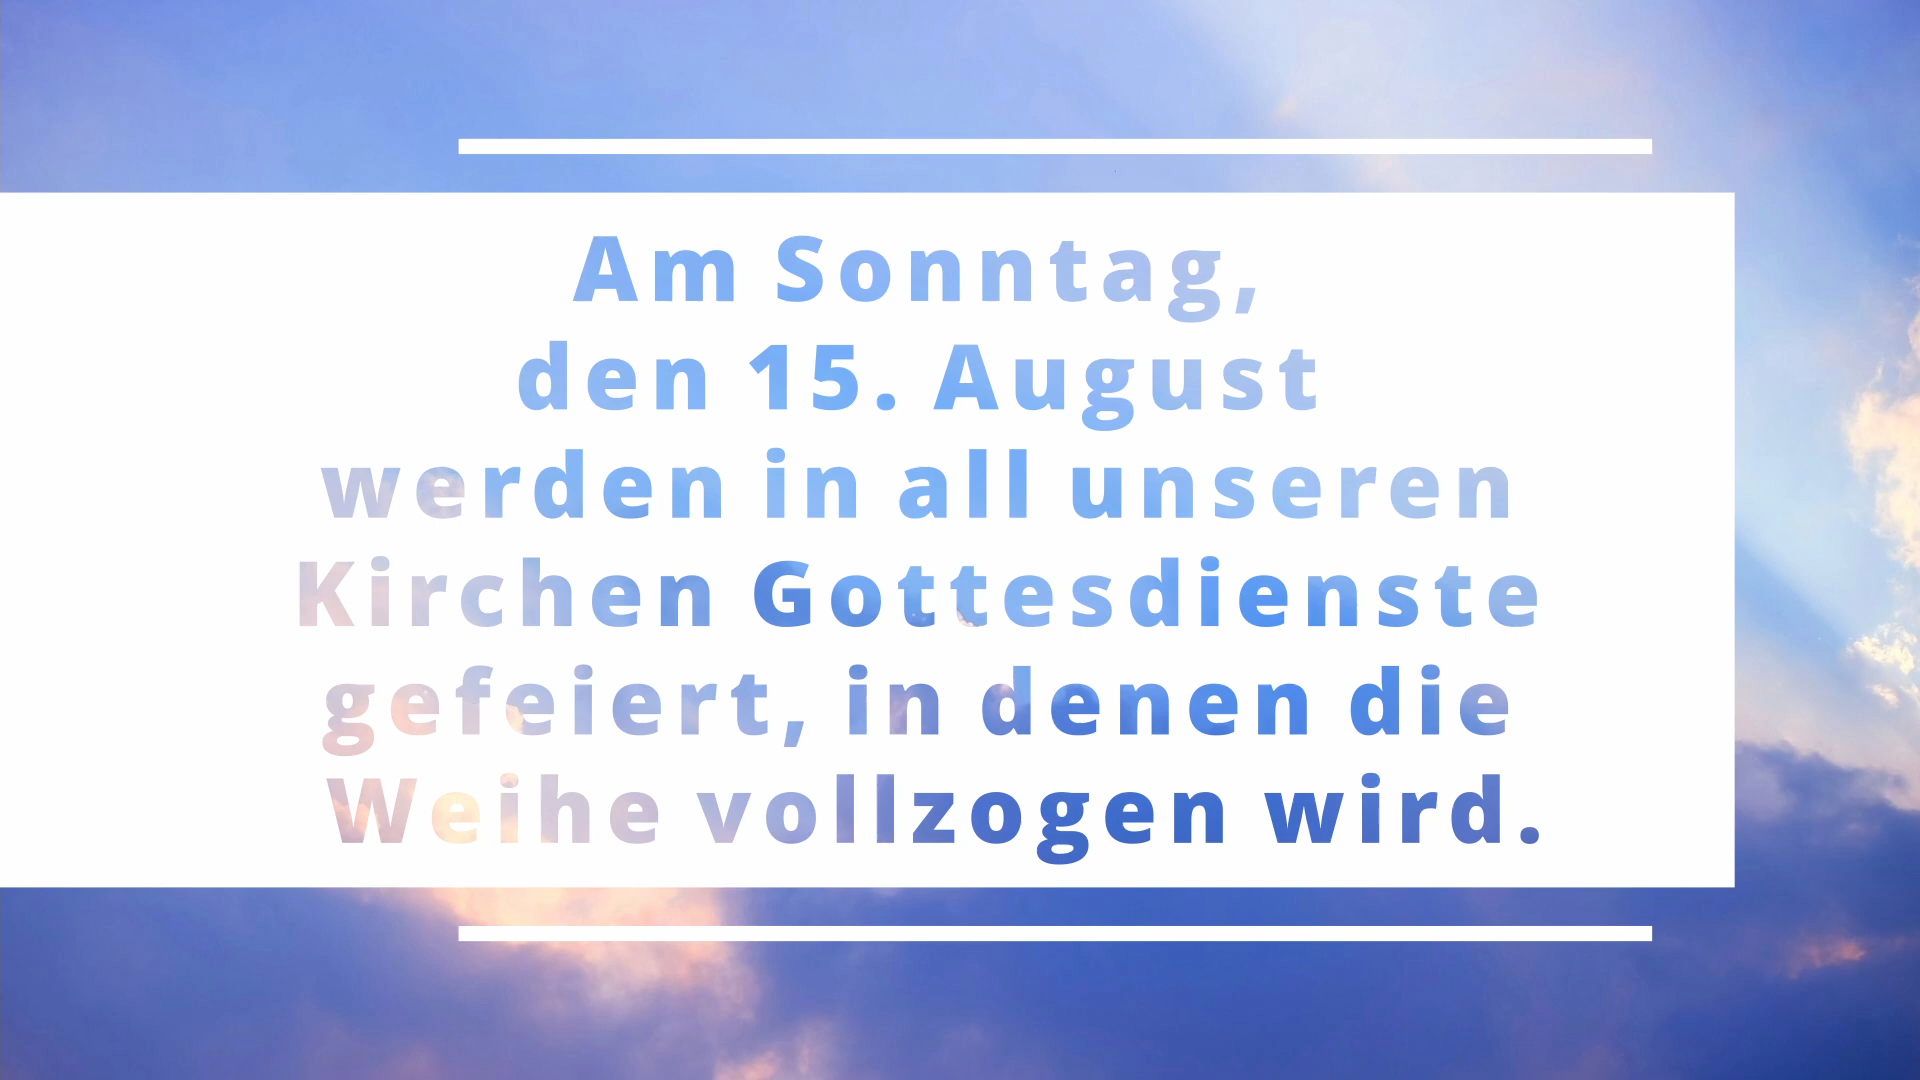 Am Sonntag,
den 15. August
werden in all unseren
Kirchen Gottesdienste
gefeiert, in denen die
Weihe vollzogen wird.